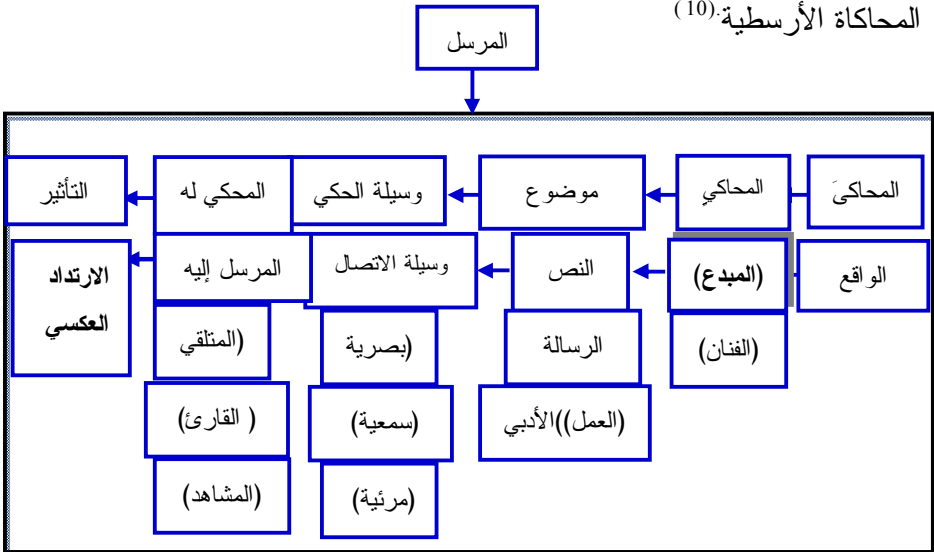 المحاكاة الأرسطية.(10)
المرسل
المحاكىَ
المحاكيِ
موضوع
وسيلة الحكي
المحكي له
التأثير
الواقع
(المبدع)
النص
وسيلة الاتصال
المرسل إليه
الارتداد
العكسي
(الفنان)
الرسالة
(بصرية)
(المتلقي
(العمل))الأدبي
(سمعية)
( القارئ)
(مرئية)
(المشاهد)